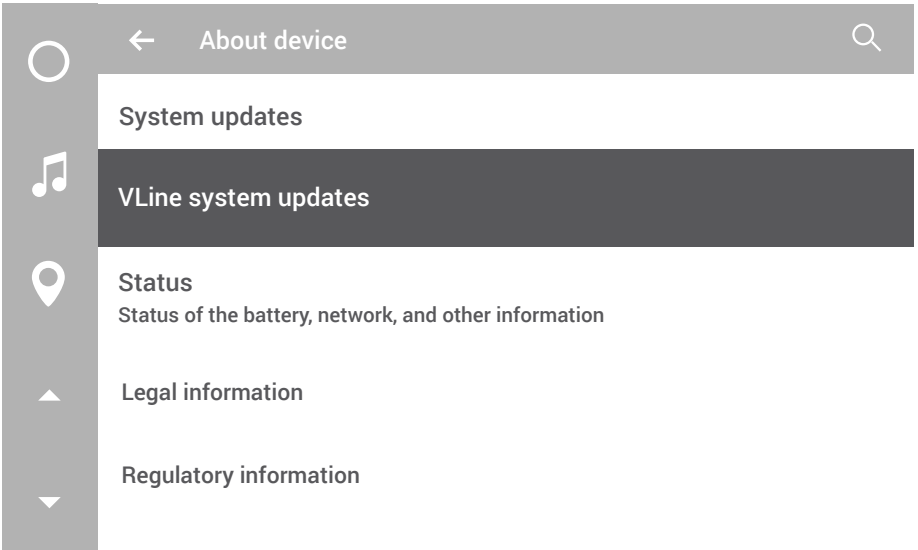 About device
System updates
VLine system updates
Status
Status of the battery, network, and other information
Legal information
Regulatory information